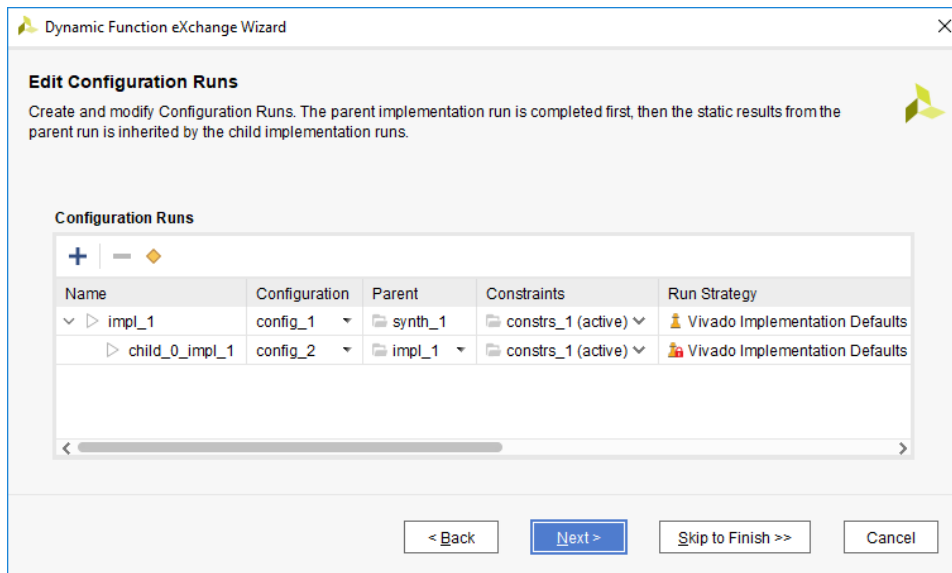 Dynamic Function eXchange Wizard
Edit Configuration Runs
Create and modify Configuration Runs. The parent implementation run is completed first, then the static results from the
parent run is inherited by the child implementation runs.
Configuration Runs
Name Configuration Parent Constraints Run Strategy
impl_1 config_1 synth_1 constrs_1 (active) Vivado Implementation Defaults
child_0_impl_1 config_2 impl_1 constrs_1 (active) Vivado Implementation Defaults
< Back Next > Skip to Finish >> Cancel